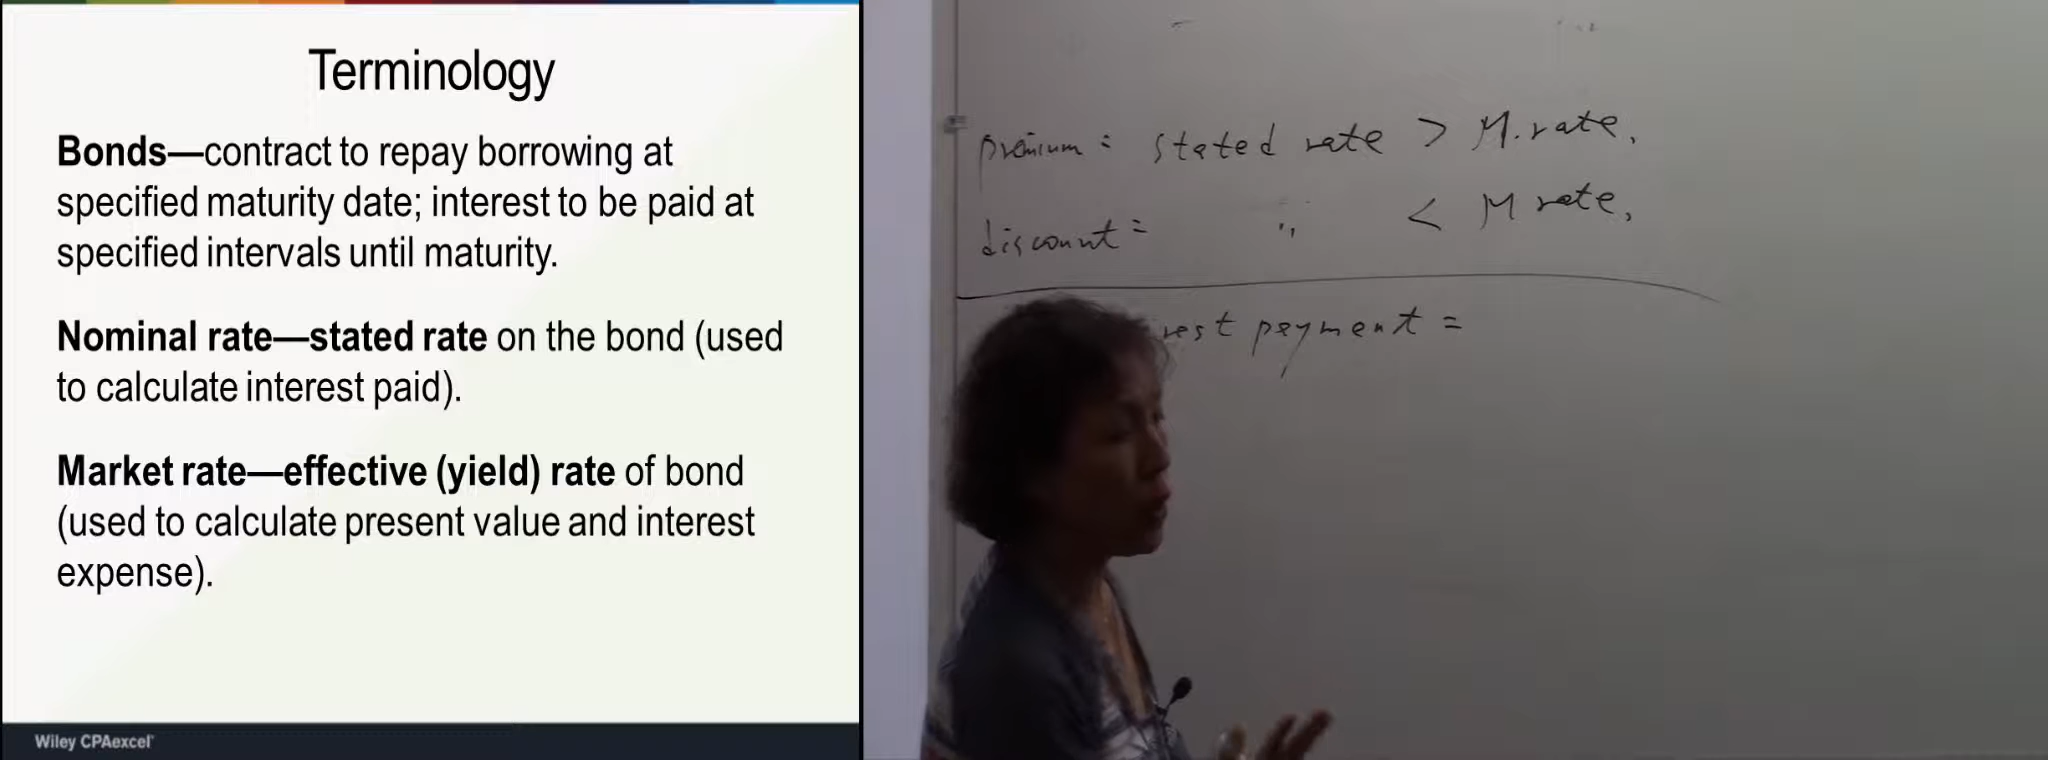 Terminology
Bonds—contract to repay borrowing at
specified maturity date; interest to be paid at
specified intervals until maturity.
Nominal rate—stated rate on the bond (used
to calculate interest paid).
Market rate—effective (yield) rate of bond
(used to calculate present value and interest
expense).
Wiley CPAexcel
premium : stated rate > M. rate.
discount = " < M rate.
rest payment =